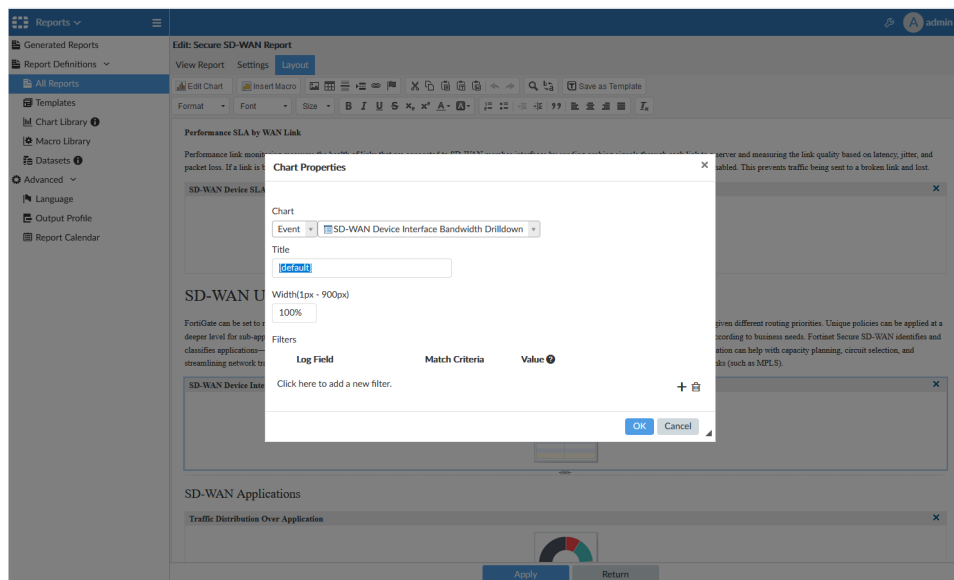 Reports
admin
Generated Reports
Report Definitions
All Reports
Templates
Chart Library
Macro Library
Datasets
Advanced
Language
Output Profile
Report Calendar
Edit: Secure SD-WAN Report
View Report Settings Layout
Edit Chart Insert Macro Save as Template
Format Font Size B I U S
Performance SLA by WAN Link
Performance link monitoring measures the health of links that are connected to SD-WAN member interfaces by sending probing signals through each link to a server and measuring the link quality based on latency, jitter, and
packet loss. If a link is b abled. This prevents traffic being sent to a broken link and lost.
SD-WAN Device SLA
Chart Properties
Chart
Event SD-WAN Device Interface Bandwidth Drilldown
Title
[default]
Width(1px - 900px)
100%
Filters
Log Field Match Criteria Value
Click here to add a new filter.
OK Cancel
SD-WAN U
FortiGate can be set to r given different routing priorities. Unique policies can be applied at a
deeper level for sub-app ccording to business needs. Fortinet Secure SD-WAN identifies and
classifies applications— ation can help with capacity planning, circuit selection, and
streamlining network tra nks (such as MPLS).
SD-WAN Device Inte
SD-WAN Applications
Traffic Distribution Over Application
Apply Return